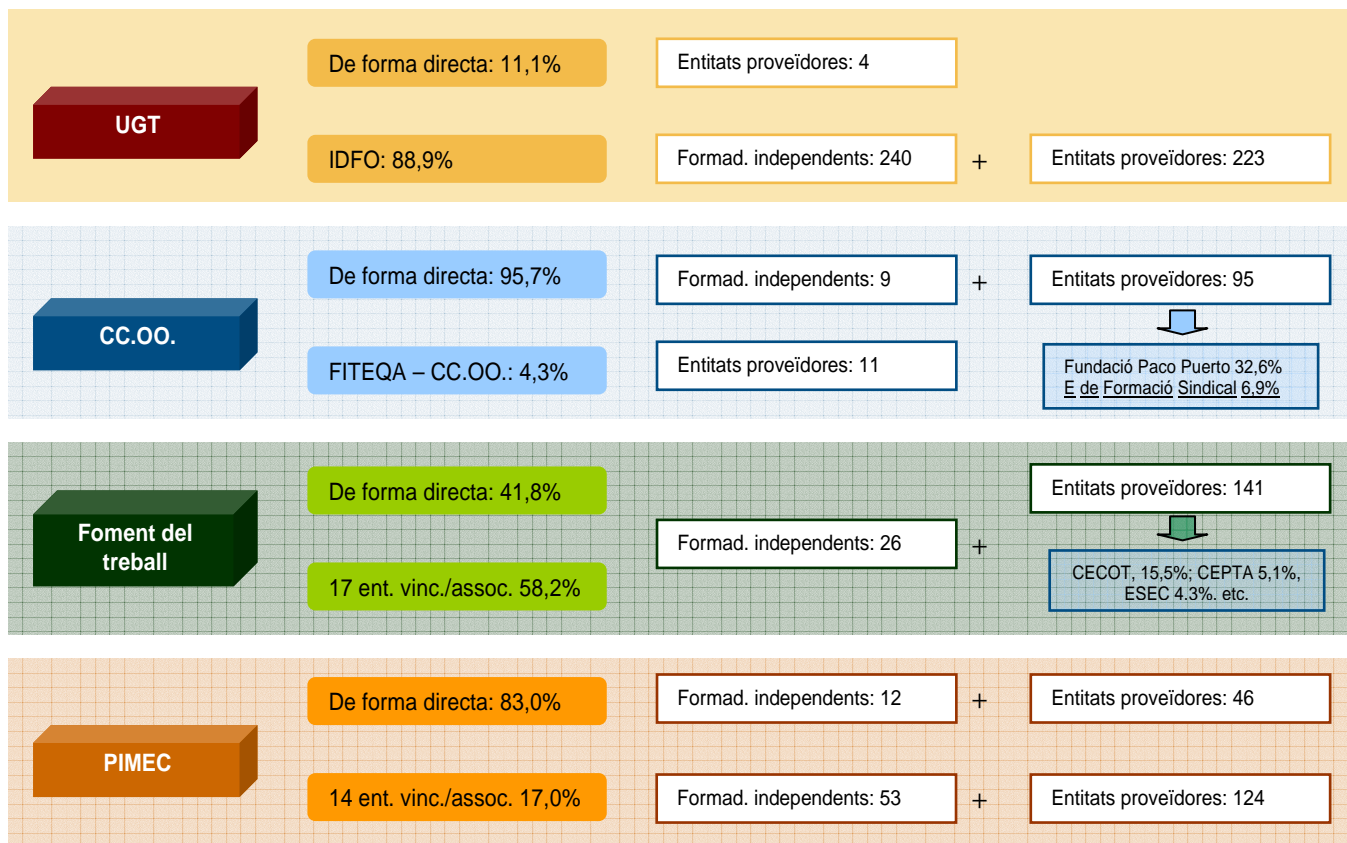 UGT
De forma directa: 11,1%
Entitats proveïdores: 4
IDFO: 88,9%
Formad. independents: 240
+
Entitats proveïdores: 223
CC.OO.
De forma directa: 95,7%
Formad. independents: 9
+
Entitats proveïdores: 95
FITEQA – CC.OO.: 4,3%
Entitats proveïdores: 11
Fundació Paco Puerto 32,6%
E de Formació Sindical 6,9%
Foment del
treball
De forma directa: 41,8%
17 ent. vinc./assoc. 58,2%
Formad. independents: 26
+
Entitats proveïdores: 141
CECOT, 15,5%; CEPTA 5,1%,
ESEC 4.3%. etc.
PIMEC
De forma directa: 83,0%
Formad. independents: 12
+
Entitats proveïdores: 46
14 ent. vinc./assoc. 17,0%
Formad. independents: 53
+
Entitats proveïdores: 124